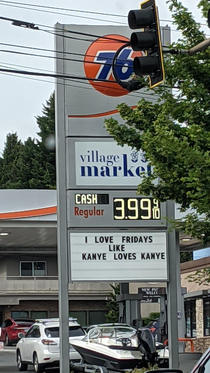 76
village
market
CASH
Regular
3.99 9/10
I LOVE FRIDAYS
LIKE
KANYE LOVES KANYE